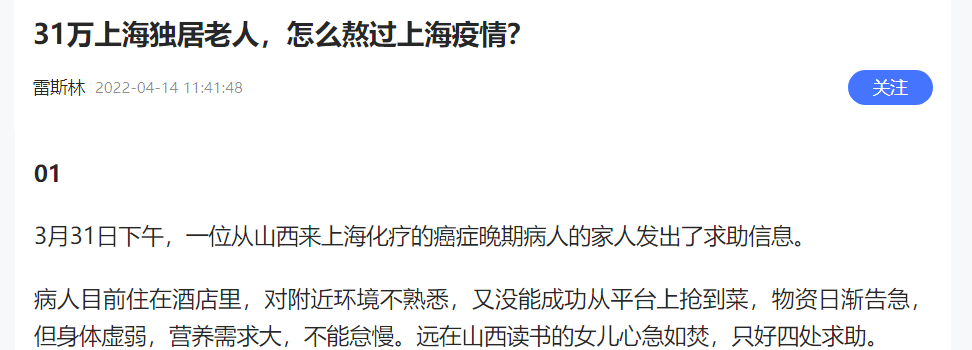 31万上海独居老人，怎么熬过上海疫情？
雷斯林 2022-04-14 11:41:48
关注
01
3月31日下午，一位从山西来上海化疗的癌症晚期病人的家人发出了求助信息。
病人目前住在酒店里，对附近环境不熟悉，又没能成功从平台上抢到菜，物资日渐告急，
但身体虚弱，营养需求大，不能怠慢。远在山西读书的女儿心急如焚，只好四处求助。